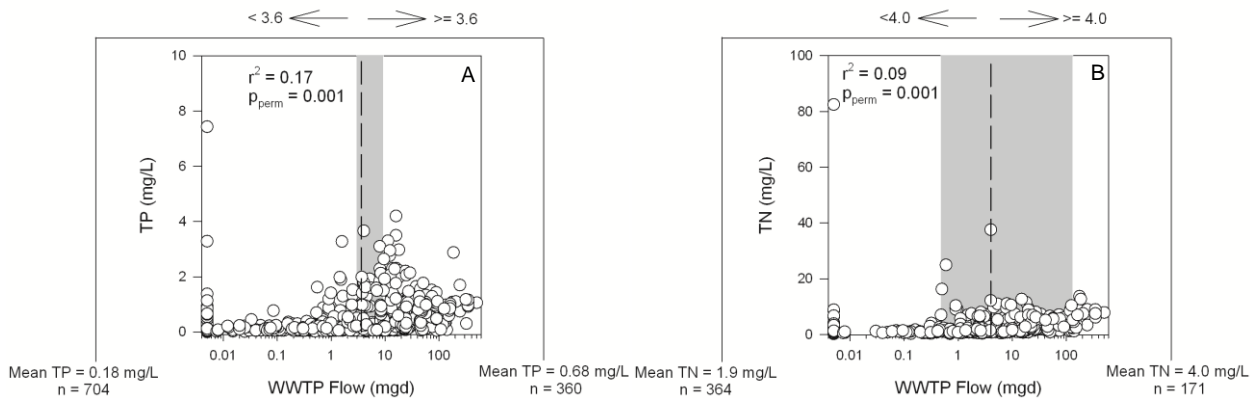 < 3.6
>= 3.6
A
r² = 0.17
p_perm = 0.001
TP (mg/L)
10
8
6
4
2
0
0.01 0.1 1 10 100
WWTP Flow (mgd)
Mean TP = 0.18 mg/L
n = 704
Mean TP = 0.68 mg/L
n = 360
<4.0
>= 4.0
B
r² = 0.09
p_perm = 0.001
TN (mg/L)
100
80
60
40
20
0
0.01 0.1 1 10 100
WWTP Flow (mgd)
Mean TN = 1.9 mg/L
n = 364
Mean TN = 4.0 mg/L
n = 171